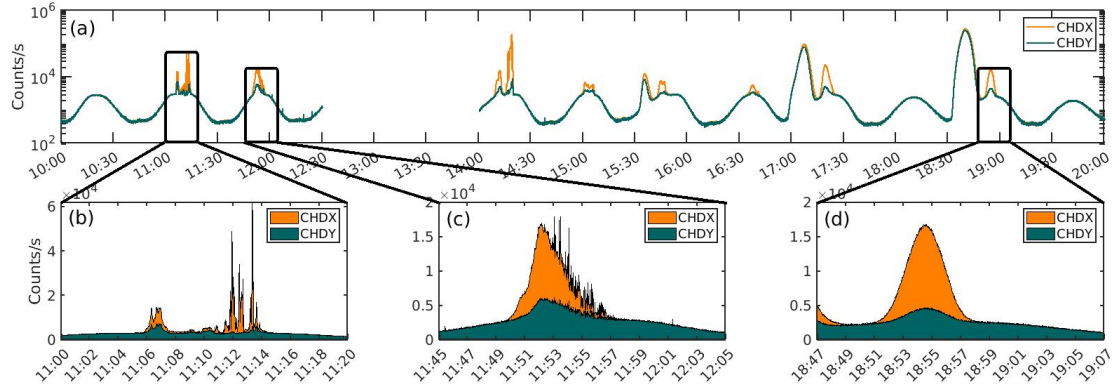 (a)
Counts/s
10^6
10^4
10^2
CHDX
CHDY
10:00 10:30 11:00 11:30 12:00 12:30 13:00 13:30 14:00 14:30 15:00 15:30 16:00 16:30 17:00 17:30 18:00 18:30 19:00 19:30 20:00
(b)
×10^4
Counts/s
6
4
2
0
CHDX
CHDY
11:00 11:02 11:04 11:06 11:08 11:10 11:12 11:14 11:16 11:18 11:20
(c)
×10^4
2
1.5
1
0.5
0
CHDX
CHDY
11:45 11:47 11:49 11:51 11:53 11:55 11:57 11:59 12:01 12:03 12:05
(d)
×10^4
2
1.5
1
0.5
0
CHDX
CHDY
18:47 18:49 18:51 18:53 18:55 18:57 18:59 19:01 19:03 19:05 19:07